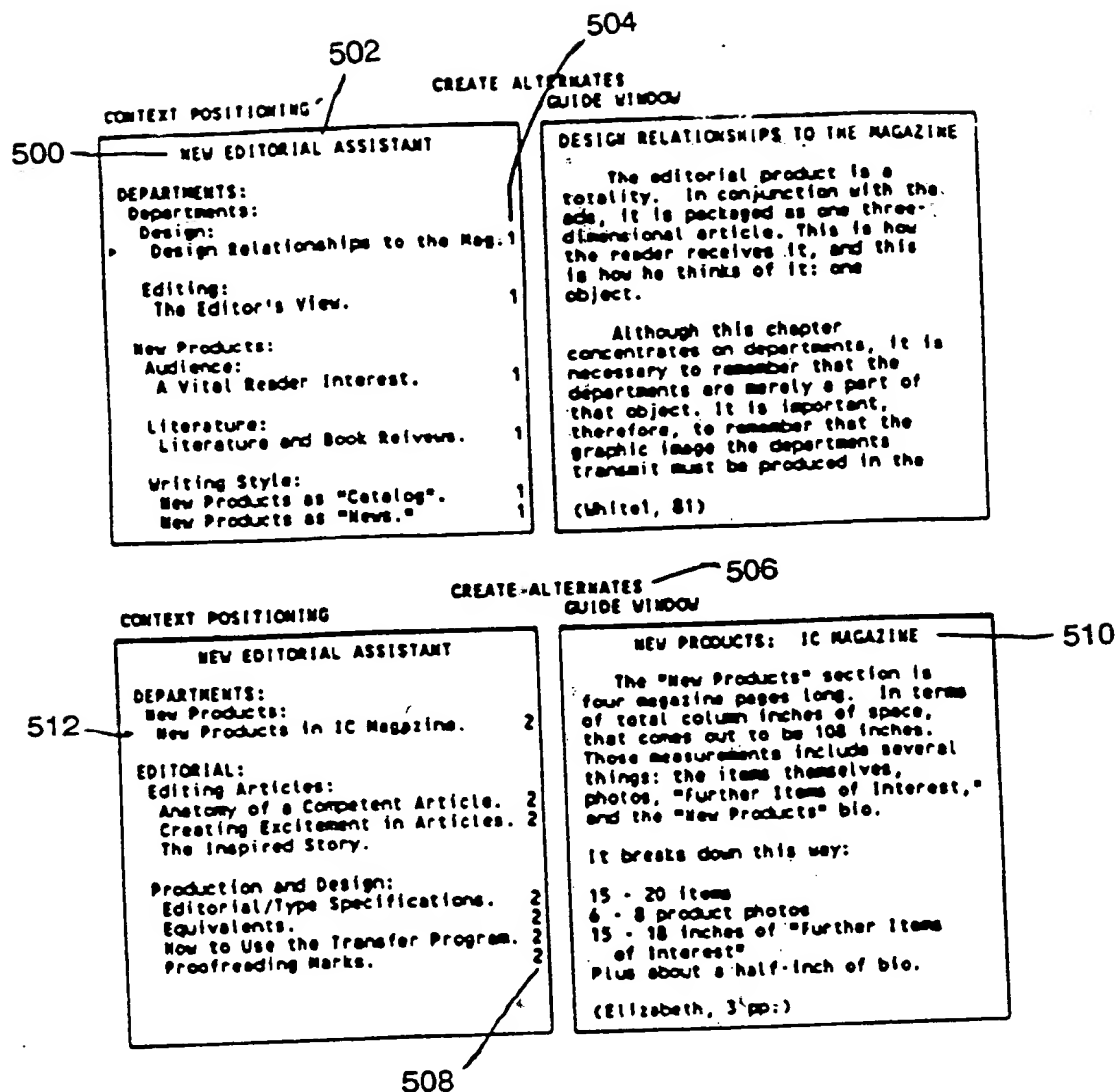 504
502
CREATE ALTERNATES
CONTEXT POSITIONING
GUIDE WINDOW
500
NEW EDITORIAL ASSISTANT
DEPARTMENTS:
Departments:
Design:
Design Relationships to the Mag. 1
Editing:
The Editor's View. 1
New Products:
Audience:
A Vital Reader Interest. 1
Literature:
Literature and Book Reivews. 1
Writing Style:
New Products as "Catalog". 1
New Products as "News." 1
DESIGN RELATIONSHIPS TO THE MAGAZINE
The editorial product is a
totality. In conjunction with the
ads, it is packaged as one three-
dimensional article. This is how
the reader receives it, and this
is how he thinks of it: one
object.
Although this chapter
concentrates on departments, it is
necessary to remember that the
departments are merely a part of
that object. It is important,
therefore, to remember that the
graphic image the departments
transmit must be produced in the
(White1, 81)
CREATE-ALTERNATES
506
CONTEXT POSITIONING
GUIDE WINDOW
NEW EDITORIAL ASSISTANT
DEPARTMENTS:
New Products:
512
New Products in IC Magazine. 2
EDITORIAL:
Editing Articles:
Anatomy of a Competent Article. 2
Creating Excitement in Articles. 2
The Inspired Story.
Production and Design:
Editorial/Type Specifications. 2
Equivalents. 2
How to Use the Transfer Program. 2
Proofreading Marks. 2
508
NEW PRODUCTS: IC MAGAZINE
510
The "New Products" section is
four magazine pages long. In terms
of total column inches of space,
that comes out to be 108 inches.
Those measurements include several
things: the items themselves,
photos, "Further Items of Interest,"
and the "New Products" bio.
It breaks down this way:
15 - 20 items
6 - 8 product photos
15 - 18 inches of "Further Items
of Interest"
Plus about a half-inch of bio.
(Elizabeth, 3 pp.)